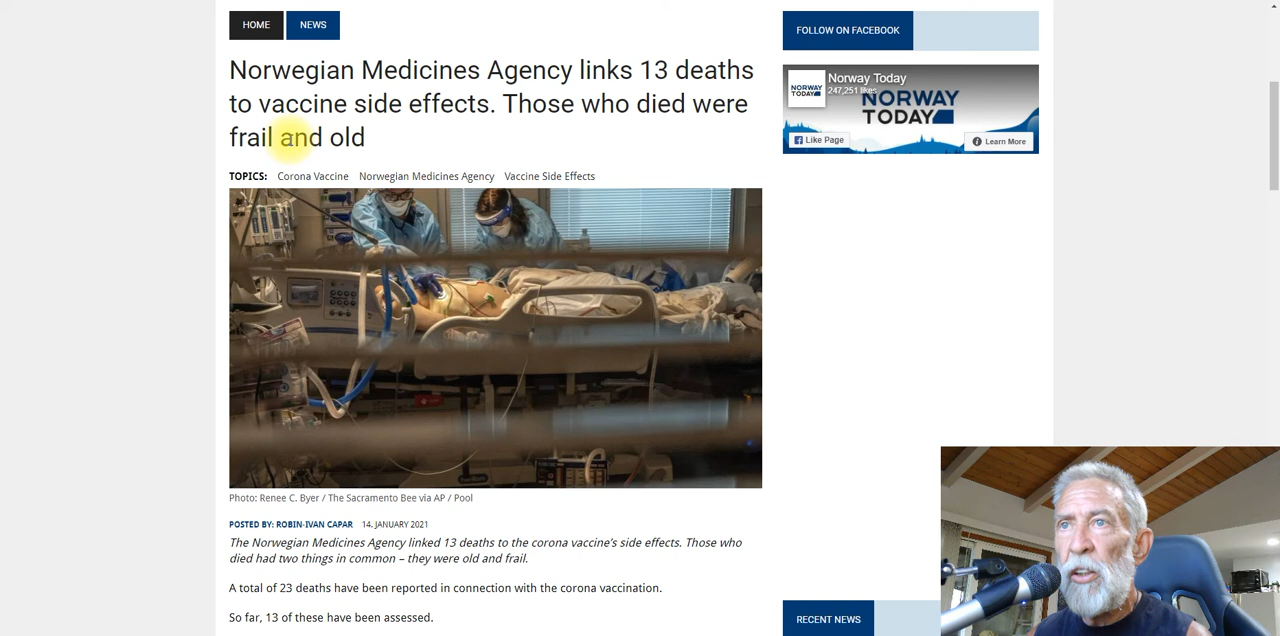 HOME NEWS
Norwegian Medicines Agency links 13 deaths
to vaccine side effects. Those who died were
frail and old
TOPICS: Corona Vaccine Norwegian Medicines Agency Vaccine Side Effects
Photo: Renee C. Byer / The Sacramento Bee via AP / Pool
POSTED BY: ROBIN-IVAN CAPAR 14. JANUARY 2021
The Norwegian Medicines Agency linked 13 deaths to the corona vaccine's side effects. Those who
died had two things in common – they were old and frail.
A total of 23 deaths have been reported in connection with the corona vaccination.
So far, 13 of these have been assessed.
FOLLOW ON FACEBOOK
NORWAY
TODAY
Norway Today
247,251 likes
NORWAY
TODAY
Like Page
Learn More
RECENT NEWS